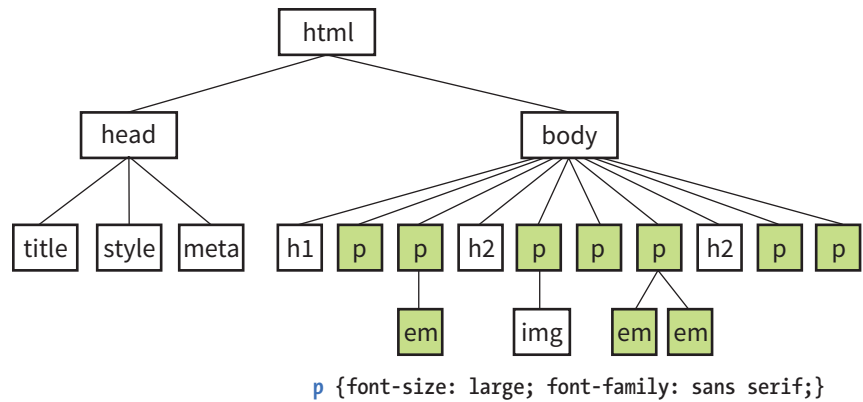 html
head body
title style meta h1 p p h2 p p p h2 p p
em img em em
p {font-size: large; font-family: sans serif;}